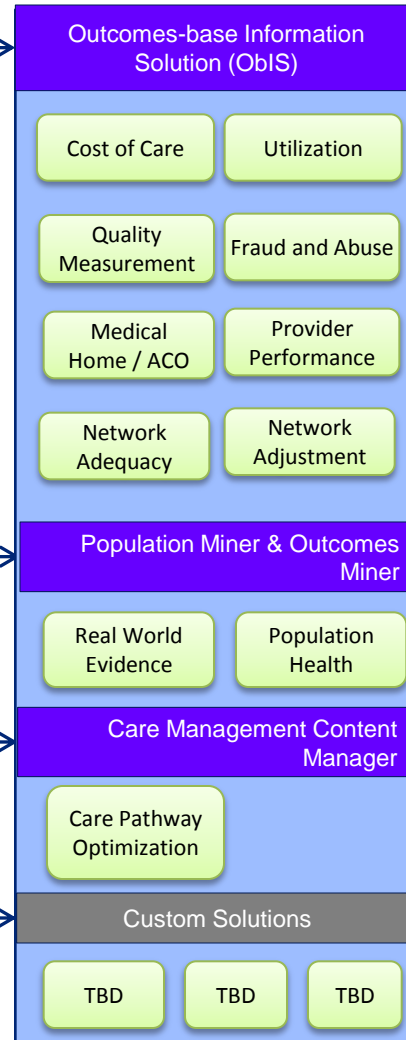 Outcomes-base Information
Solution (ObIS)
Cost of Care
Utilization
Quality
Measurement
Fraud and Abuse
Medical
Home / ACO
Provider
Performance
Network
Adequacy
Network
Adjustment
Population Miner & Outcomes
Miner
Real World
Evidence
Population
Health
Care Management Content
Manager
Care Pathway
Optimization
Custom Solutions
TBD
TBD
TBD